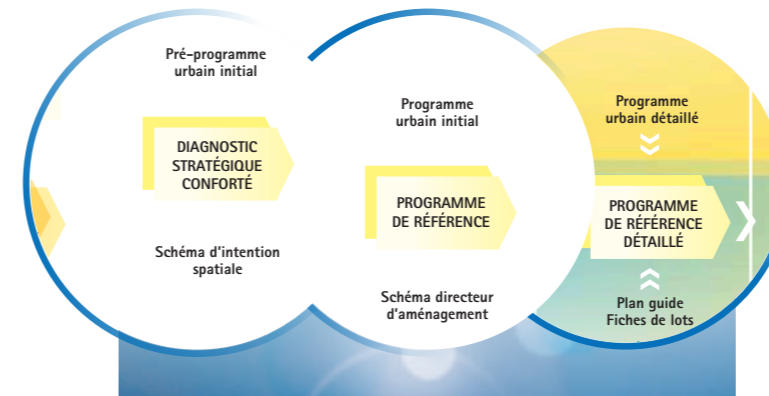 Pré-programme
urbain initial
DIAGNOSTIC
STRATÉGIQUE
CONFORTÉ
Schéma d'intention
spatiale
Programme
urbain initial
PROGRAMME
DE RÉFÉRENCE
Schéma directeur
d'aménagement
Programme
urbain détaillé
PROGRAMME
DE RÉFÉRENCE
DÉTAILLÉ
Plan guide
Fiches de lots